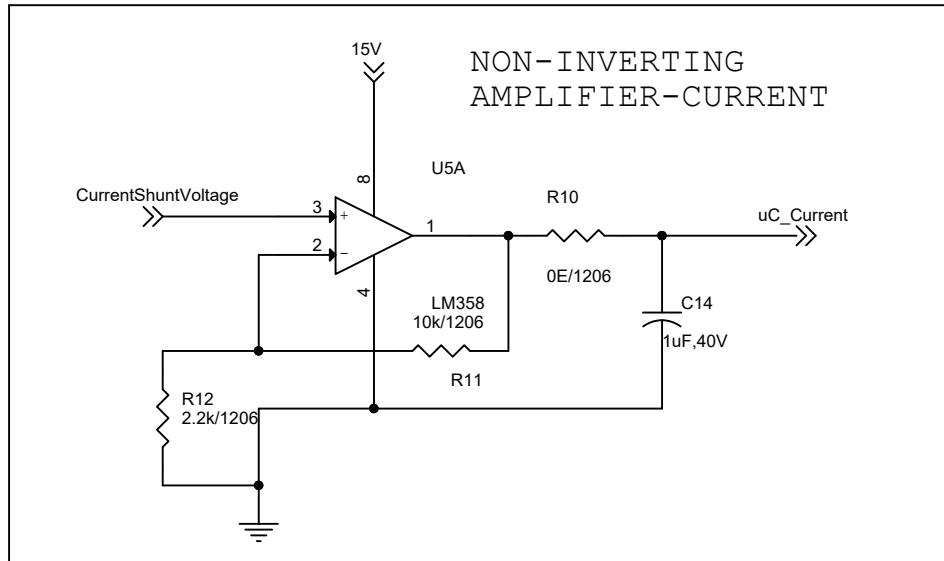 15V
NON-INVERTING
AMPLIFIER-CURRENT
U5A
8
CurrentShuntVoltage
R10
3
+
1
uC_Current
2
-
0E/1206
4
LM358
10k/1206
C14
1uF,40V
R11
R12
2.2k/1206